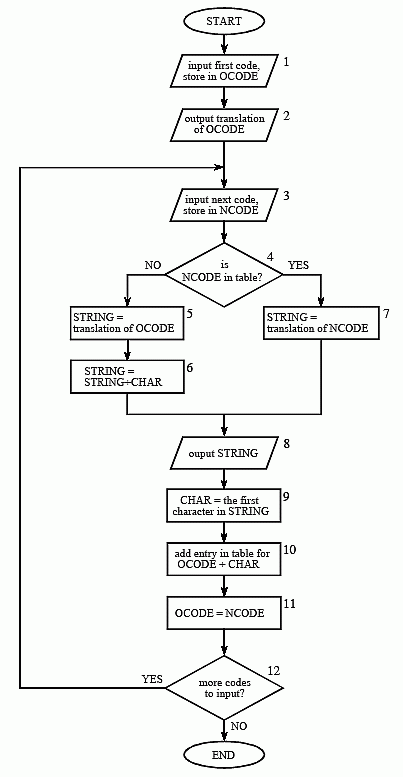 START
input first code,
store in OCODE
1
output translation
of OCODE
2
input next code,
store in NCODE
3
is
NCODE in table?
4
NO
YES
STRING =
translation of OCODE
5
STRING =
translation of NCODE
7
STRING =
STRING+CHAR
6
ouput STRING
8
CHAR = the first
character in STRING
9
add entry in table for
OCODE + CHAR
10
OCODE = NCODE
11
more codes
to input?
12
YES
NO
END